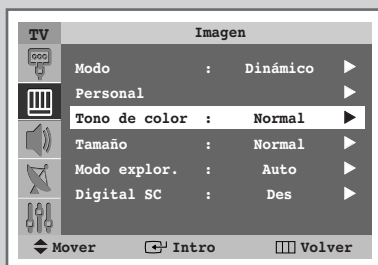 TV Imagen
Modo : Dinámico
Personal
Tono de color : Normal
Tamaño : Normal
Modo explor. : Auto
Digital SC : Des
Mover Intro Volver